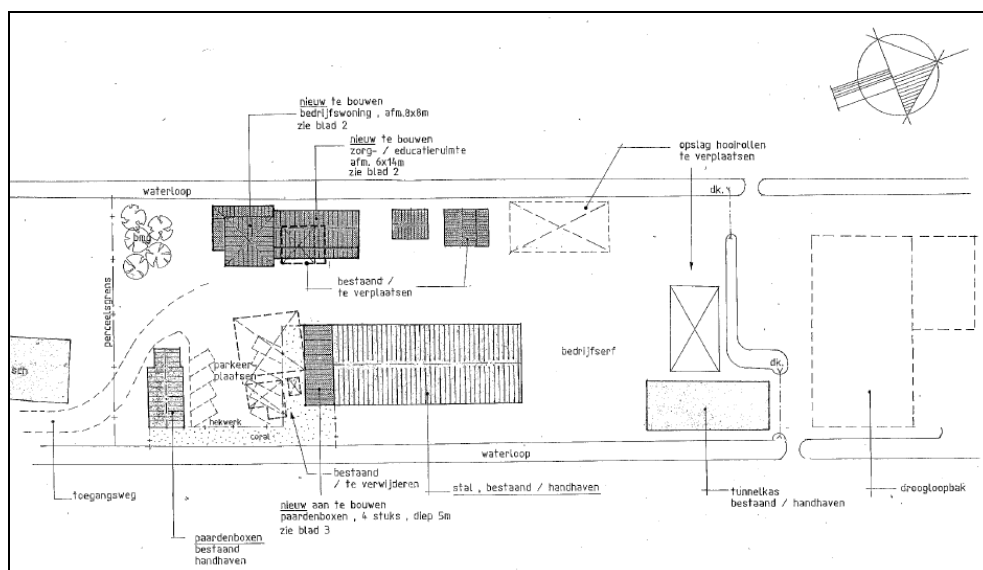 nieuw te bouwen
bedrijfswoning , afm.8x8m
zie blad 2
nieuw te bouwen
zorg- / educatieruimte
afm. 6x14m
zie blad 2
opslag hooirollen
te verplaatsen
waterloop
dk.
bmg
perceelsgrens
bestaand /
te verplaatsen
sch
parkeer
plaatsen
bedrijfserf
dk.
hekwerk
coral
waterloop
toegangsweg
bestaand
/ te verwijderen
stal , bestaand / handhaven
tunnelkas
bestaand / handhaven
droogloopbak
nieuw aan te bouwen
paardenboxen , 4 stuks , diep 5m
zie blad 3
paardenboxen
bestaand
handhaven